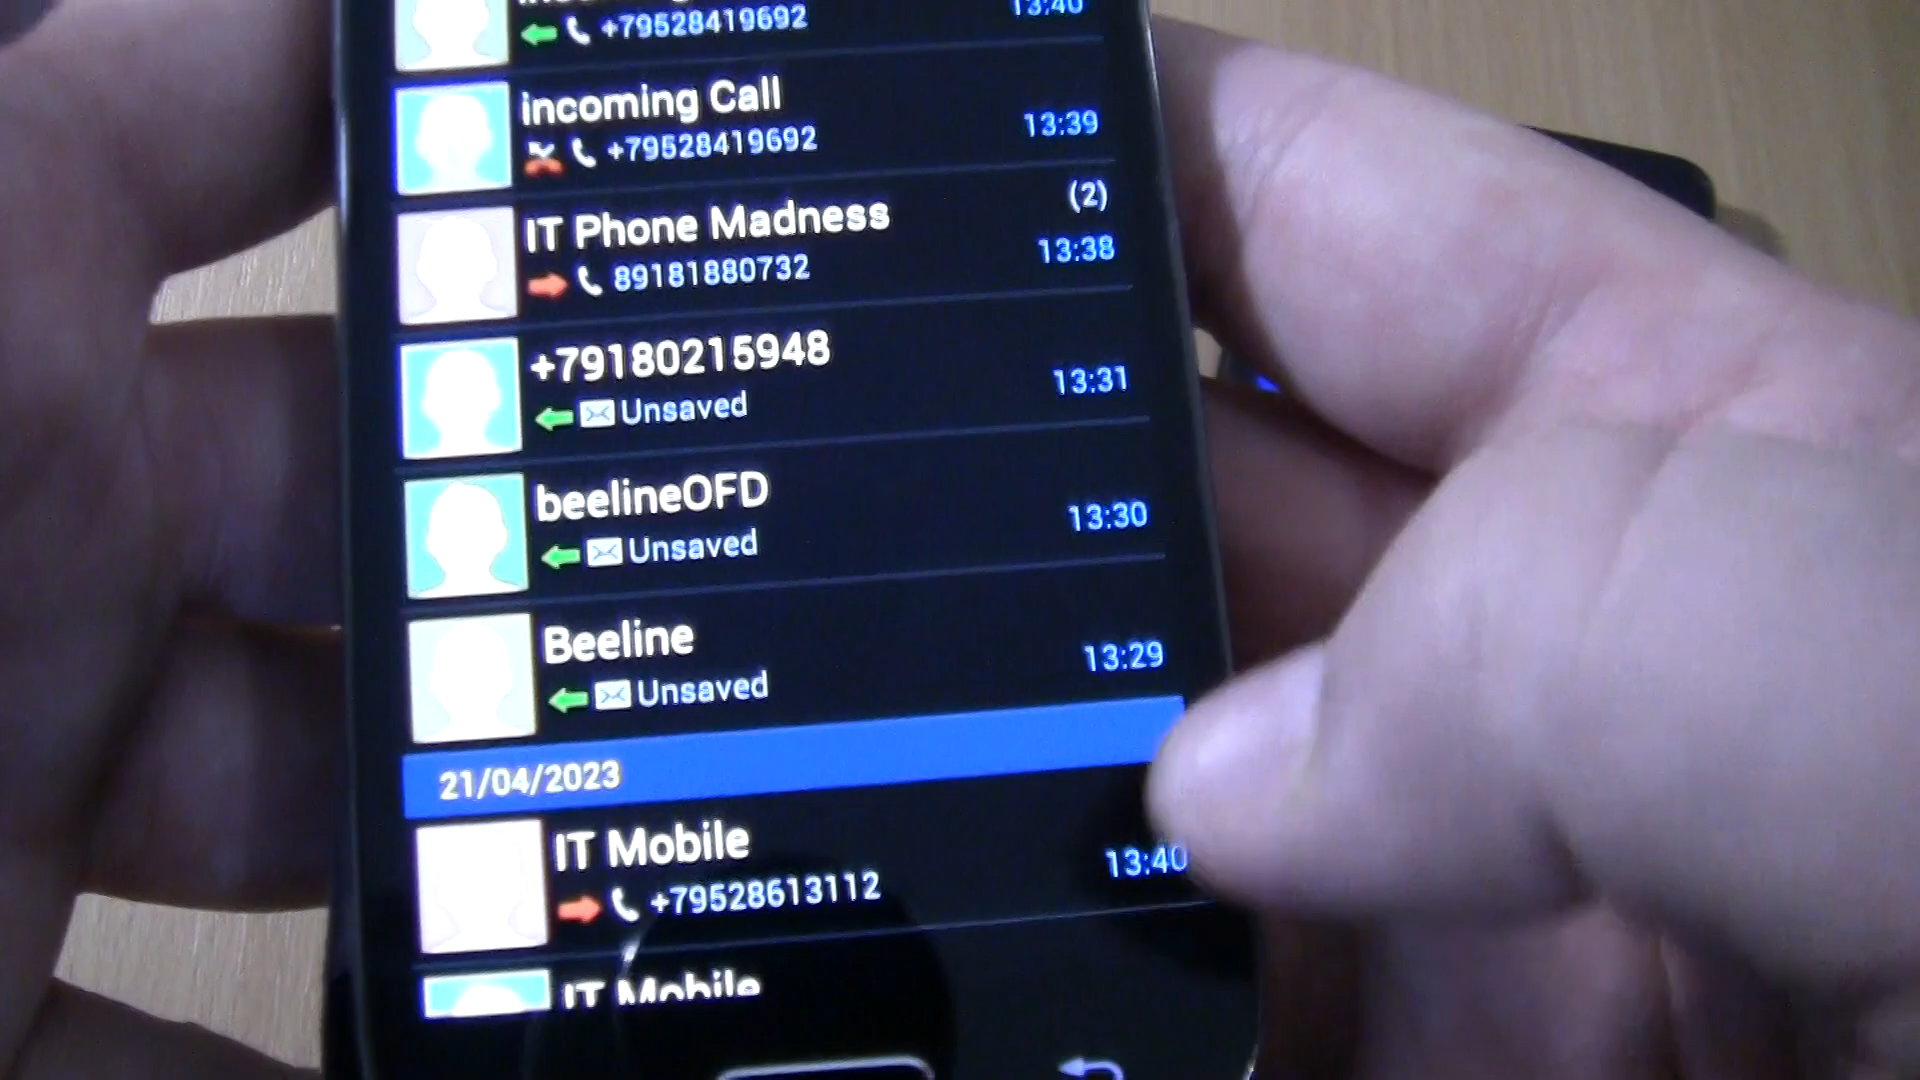 13:40
+79528419692
incoming Call
13:39
+79528419692
(2)
IT Phone Madness
13:38
89181880732
+79180215948
13:31
Unsaved
beelineOFD
13:30
Unsaved
Beeline
13:29
Unsaved
21/04/2023
IT Mobile
13:40
+79528613112
IT Mobile